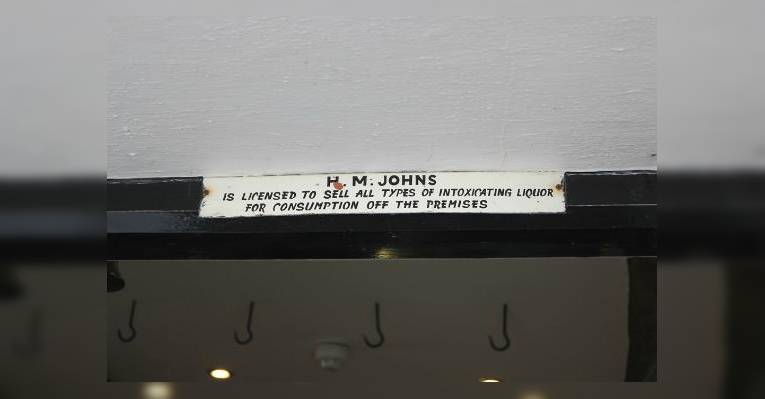 H. M. JOHNS
IS LICENSED TO SELL ALL TYPES OF INTOXICATING LIQUOR
FOR CONSUMPTION OFF THE PREMISES